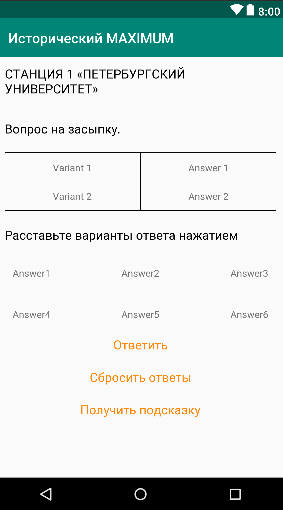 8:00
Исторический MAXIMUM
СТАНЦИЯ 1 «ПЕТЕРБУРГСКИЙ
УНИВЕРСИТЕТ»
Вопрос на засыпку.
Variant 1 Answer 1
Variant 2 Answer 2
Расставьте варианты ответа нажатием
Answer1 Answer2 Answer3
Answer4 Answer5 Answer6
Ответить
Сбросить ответы
Получить подсказку